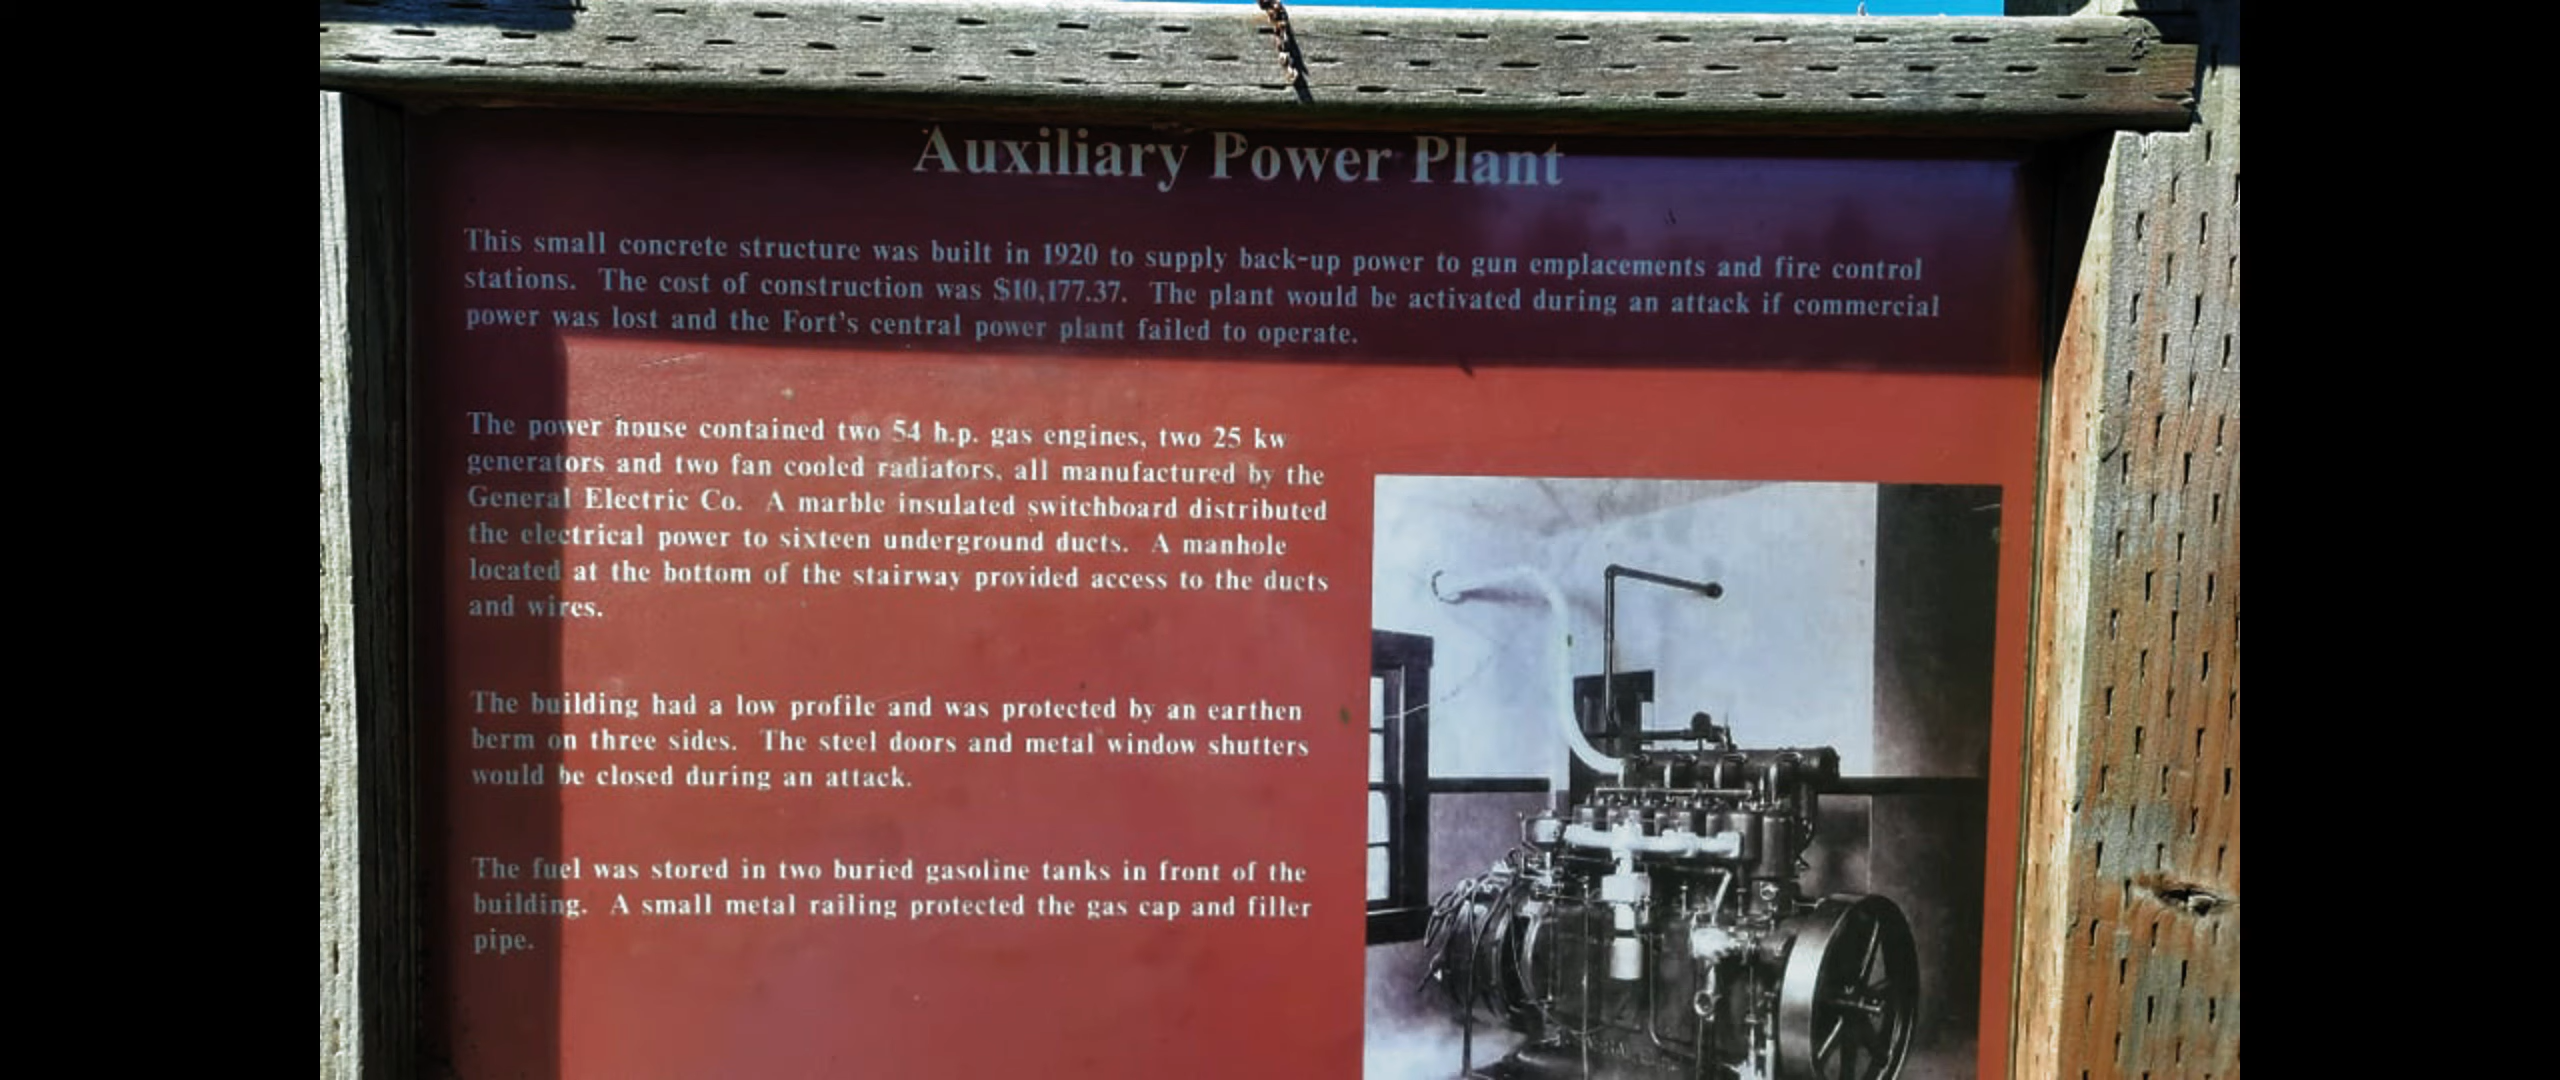 Auxiliary Power Plant
This small concrete structure was built in 1920 to supply back-up power to gun emplacements and fire control
stations. The cost of construction was $10,177.37. The plant would be activated during an attack if commercial
power was lost and the Fort's central power plant failed to operate.
The power house contained two 54 h.p. gas engines, two 25 kw
generators and two fan cooled radiators, all manufactured by the
General Electric Co. A marble insulated switchboard distributed
the electrical power to sixteen underground ducts. A manhole
located at the bottom of the stairway provided access to the ducts
and wires.
The building had a low profile and was protected by an earthen
berm on three sides. The steel doors and metal window shutters
would be closed during an attack.
The fuel was stored in two buried gasoline tanks in front of the
building. A small metal railing protected the gas cap and filler
pipe.